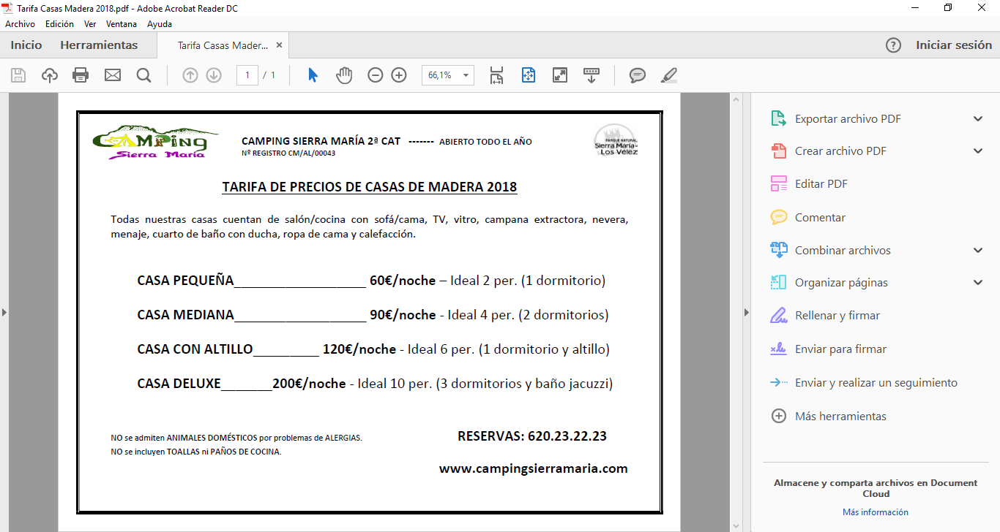 Tarifa Casas Madera 2018.pdf - Adobe Acrobat Reader DC
Archivo Edición Ver Ventana Ayuda
Inicio Herramientas Tarifa Casas Mader... × ? Iniciar sesión
1 / 1 66,1%
CAMPING
Sierra María
CAMPING SIERRA MARÍA 2ª CAT ------- ABIERTO TODO EL AÑO
Nº REGISTRO CM/AL/00043
PARQUE NATURAL
Sierra María-
Los Vélez
TARIFA DE PRECIOS DE CASAS DE MADERA 2018
Todas nuestras casas cuentan de salón/cocina con sofá/cama, TV, vitro, campana extractora, nevera,
menaje, cuarto de baño con ducha, ropa de cama y calefacción.
CASA PEQUEÑA__________________ 60€/noche – Ideal 2 per. (1 dormitorio)
CASA MEDIANA__________________ 90€/noche - Ideal 4 per. (2 dormitorios)
CASA CON ALTILLO_________ 120€/noche - Ideal 6 per. (1 dormitorio y altillo)
CASA DELUXE_______200€/noche - Ideal 10 per. (3 dormitorios y baño jacuzzi)
NO se admiten ANIMALES DOMÉSTICOS por problemas de ALERGIAS.
NO se incluyen TOALLAS ni PAÑOS DE COCINA.
RESERVAS: 620.23.22.23
www.campingsierramaria.com
Exportar archivo PDF
Crear archivo PDF
Editar PDF
Comentar
Combinar archivos
Organizar páginas
Rellenar y firmar
Enviar para firmar
Enviar y realizar un seguimiento
Más herramientas
Almacene y comparta archivos en Document
Cloud
Más información